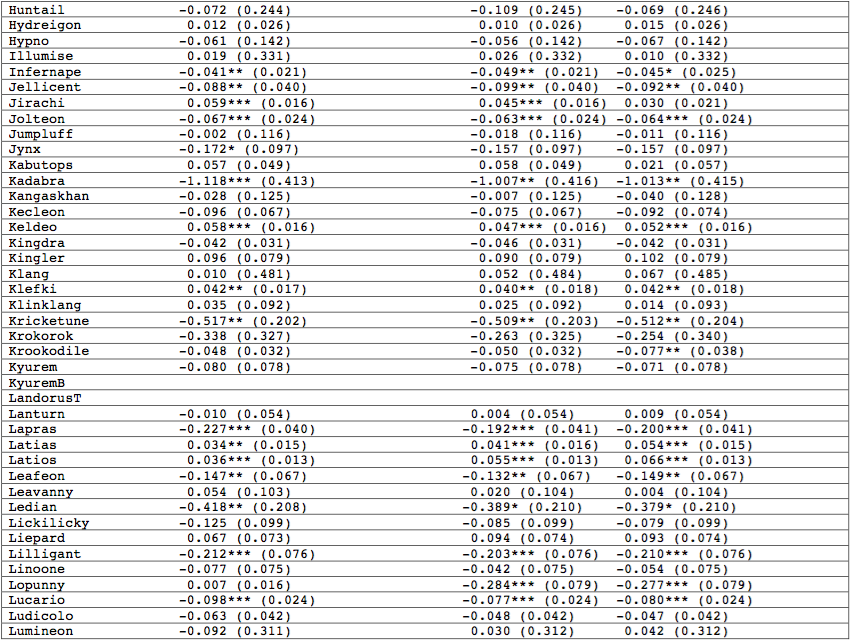 Huntail -0.072 (0.244) -0.109 (0.245) -0.069 (0.246)
Hydreigon 0.012 (0.026) 0.010 (0.026) 0.015 (0.026)
Hypno -0.061 (0.142) -0.056 (0.142) -0.067 (0.142)
Illumise 0.019 (0.331) 0.026 (0.332) 0.010 (0.332)
Infernape -0.041** (0.021) -0.049** (0.021) -0.045* (0.025)
Jellicent -0.088** (0.040) -0.099** (0.040) -0.092** (0.040)
Jirachi 0.059*** (0.016) 0.045*** (0.016) 0.030 (0.021)
Jolteon -0.067*** (0.024) -0.063*** (0.024) -0.064*** (0.024)
Jumpluff -0.002 (0.116) -0.018 (0.116) -0.011 (0.116)
Jynx -0.172* (0.097) -0.157 (0.097) -0.157 (0.097)
Kabutops 0.057 (0.049) 0.058 (0.049) 0.021 (0.057)
Kadabra -1.118*** (0.413) -1.007** (0.416) -1.013** (0.415)
Kangaskhan -0.028 (0.125) -0.007 (0.125) -0.040 (0.128)
Kecleon -0.096 (0.067) -0.075 (0.067) -0.092 (0.074)
Keldeo 0.058*** (0.016) 0.047*** (0.016) 0.052*** (0.016)
Kingdra -0.042 (0.031) -0.046 (0.031) -0.042 (0.031)
Kingler 0.096 (0.079) 0.090 (0.079) 0.102 (0.079)
Klang 0.010 (0.481) 0.052 (0.484) 0.067 (0.485)
Klefki 0.042** (0.017) 0.040** (0.018) 0.042** (0.018)
Klinklang 0.035 (0.092) 0.025 (0.092) 0.014 (0.093)
Kricketune -0.517** (0.202) -0.509** (0.203) -0.512** (0.204)
Krokorok -0.338 (0.327) -0.263 (0.325) -0.254 (0.340)
Krookodile -0.048 (0.032) -0.050 (0.032) -0.077** (0.038)
Kyurem -0.080 (0.078) -0.075 (0.078) -0.071 (0.078)
KyuremB
LandorusT
Lanturn -0.010 (0.054) 0.004 (0.054) 0.009 (0.054)
Lapras -0.227*** (0.040) -0.192*** (0.041) -0.200*** (0.041)
Latias 0.034** (0.015) 0.041*** (0.016) 0.054*** (0.015)
Latios 0.036*** (0.013) 0.055*** (0.013) 0.066*** (0.013)
Leafeon -0.147** (0.067) -0.132** (0.067) -0.149** (0.067)
Leavanny 0.054 (0.103) 0.020 (0.104) 0.004 (0.104)
Ledian -0.418** (0.208) -0.389* (0.210) -0.379* (0.210)
Lickilicky -0.125 (0.099) -0.085 (0.099) -0.079 (0.099)
Liepard 0.067 (0.073) 0.094 (0.074) 0.093 (0.074)
Lilligant -0.212*** (0.076) -0.203*** (0.076) -0.210*** (0.076)
Linoone -0.077 (0.075) -0.042 (0.075) -0.054 (0.075)
Lopunny 0.007 (0.016) -0.284*** (0.079) -0.277*** (0.079)
Lucario -0.098*** (0.024) -0.077*** (0.024) -0.080*** (0.024)
Ludicolo -0.063 (0.042) -0.048 (0.042) -0.047 (0.042)
Lumineon -0.092 (0.311) 0.030 (0.312) 0.042 (0.312)